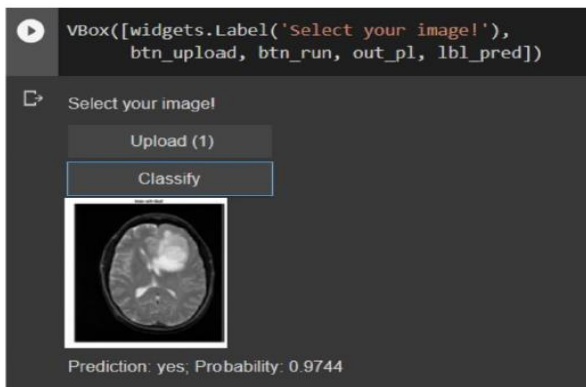 VBox([widgets.Label('Select your image!'),
btn_upload, btn_run, out_pl, lbl_pred])
Select your image!
Upload (1)
Classify
Prediction: yes; Probability: 0.9744